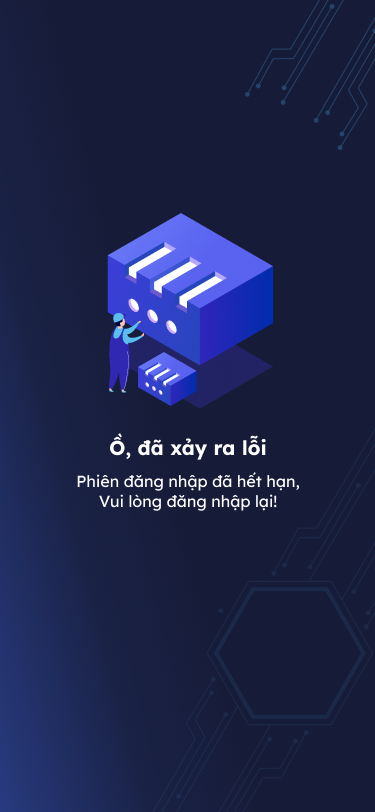 Ồ, đã xảy ra lỗi
Phiên đăng nhập đã hết hạn,
Vui lòng đăng nhập lại!